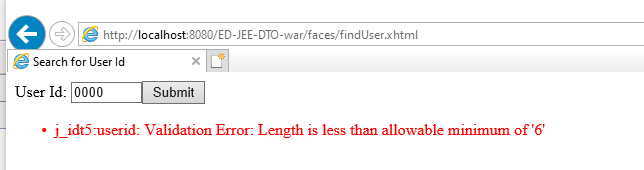 http://localhost:8080/ED-JEE-DTO-war/faces/findUser.xhtml
Search for User Id
User Id: 0000 Submit
• j_idt5:userid: Validation Error: Length is less than allowable minimum of '6'